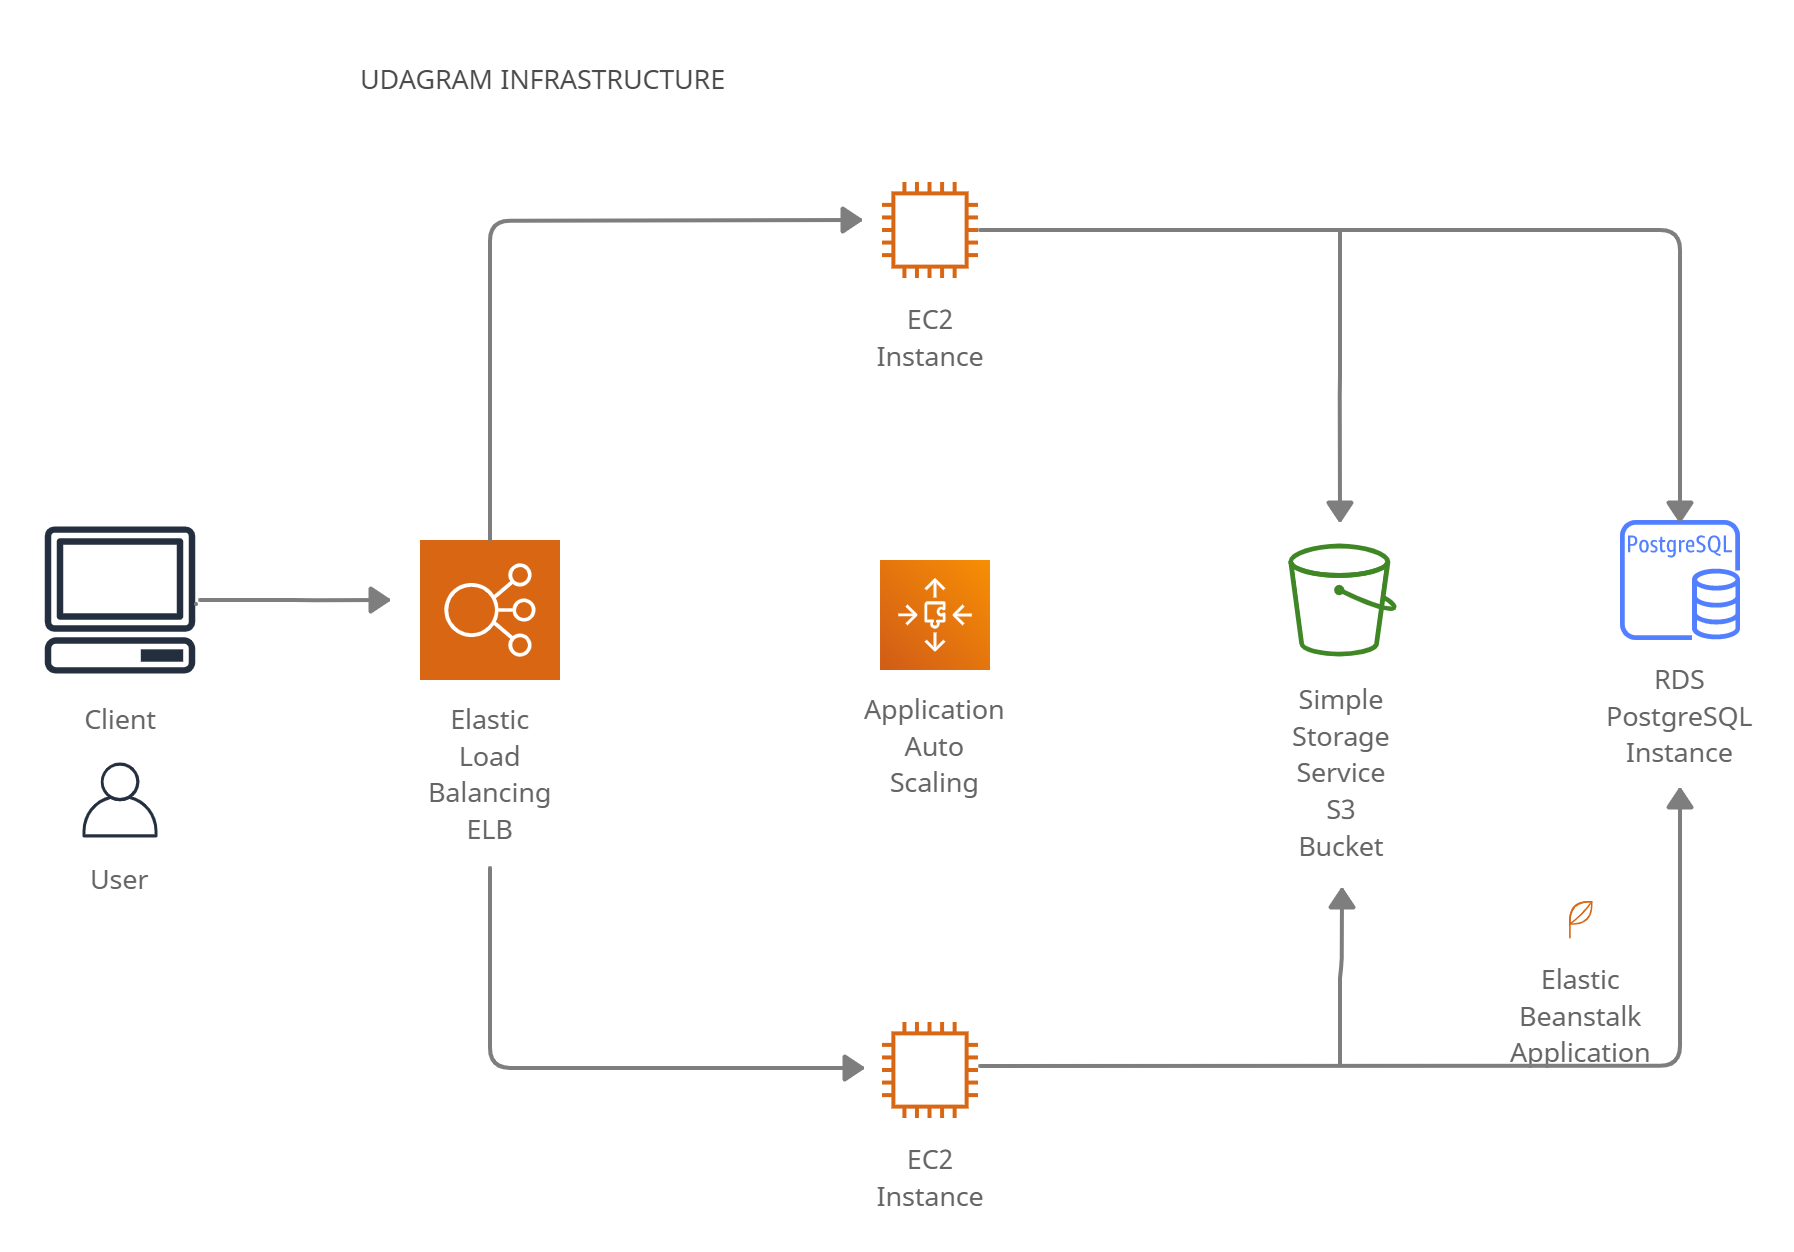 UDAGRAM INFRASTRUCTURE
EC2
Instance
Client
User
Elastic
Load
Balancing
ELB
Application
Auto
Scaling
Simple
Storage
Service
S3
Bucket
PostgreSQL
RDS
PostgreSQL
Instance
Elastic
Beanstalk
Application
EC2
Instance